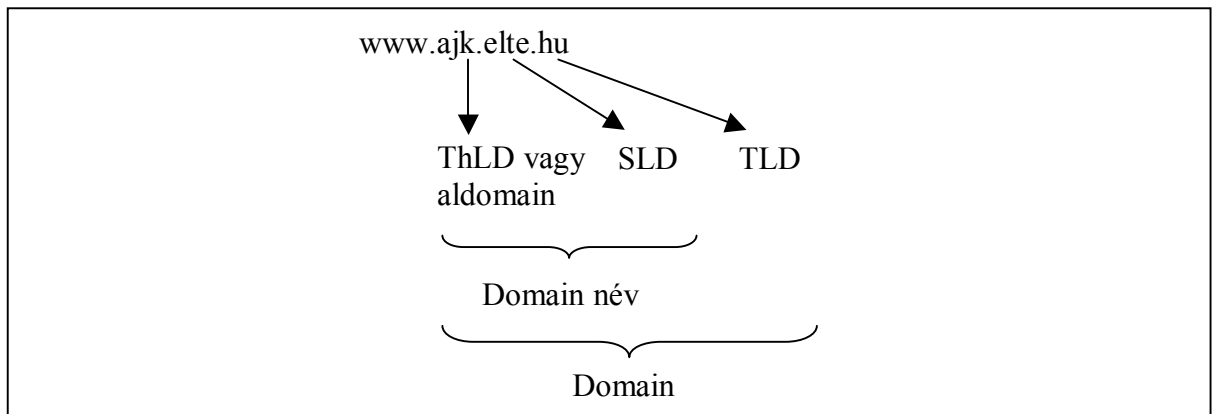 www.ajk.elte.hu
ThLD vagy SLD TLD
aldomain
Domain név
Domain